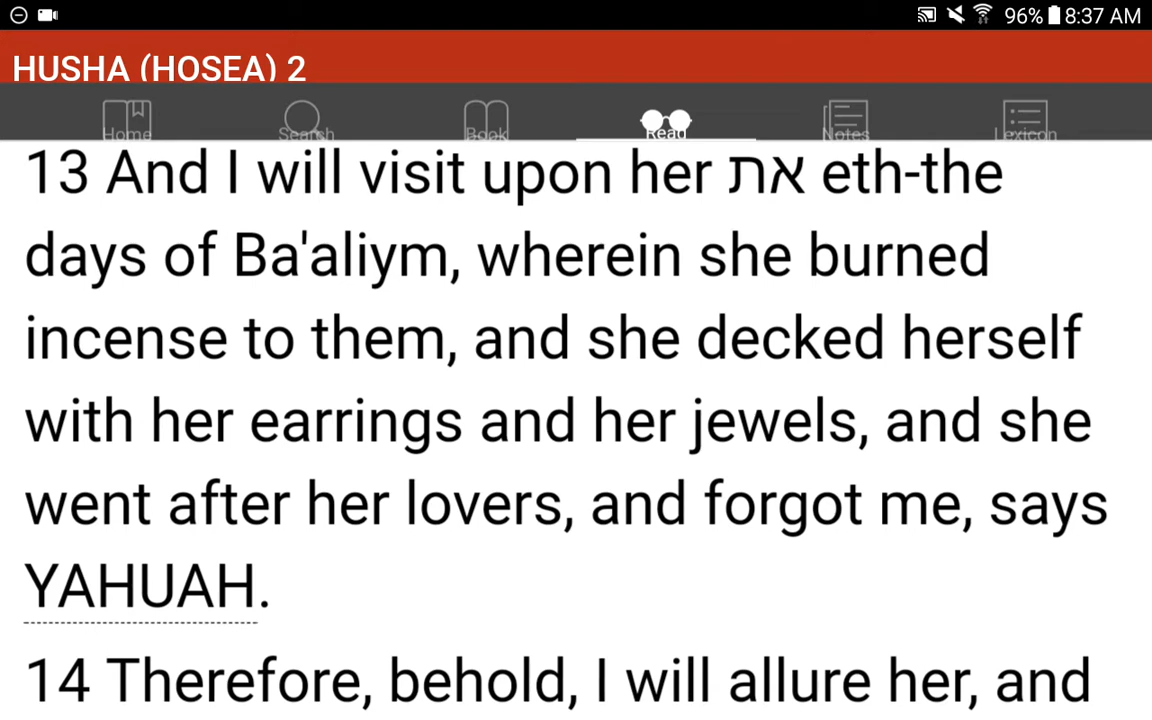 96% 8:37 AM
HUSHA (HOSEA) 2
Home Search Book Read Notes Lexicon
13 And I will visit upon her את eth-the
days of Ba'aliym, wherein she burned
incense to them, and she decked herself
with her earrings and her jewels, and she
went after her lovers, and forgot me, says
YAHUAH.
14 Therefore, behold, I will allure her, and